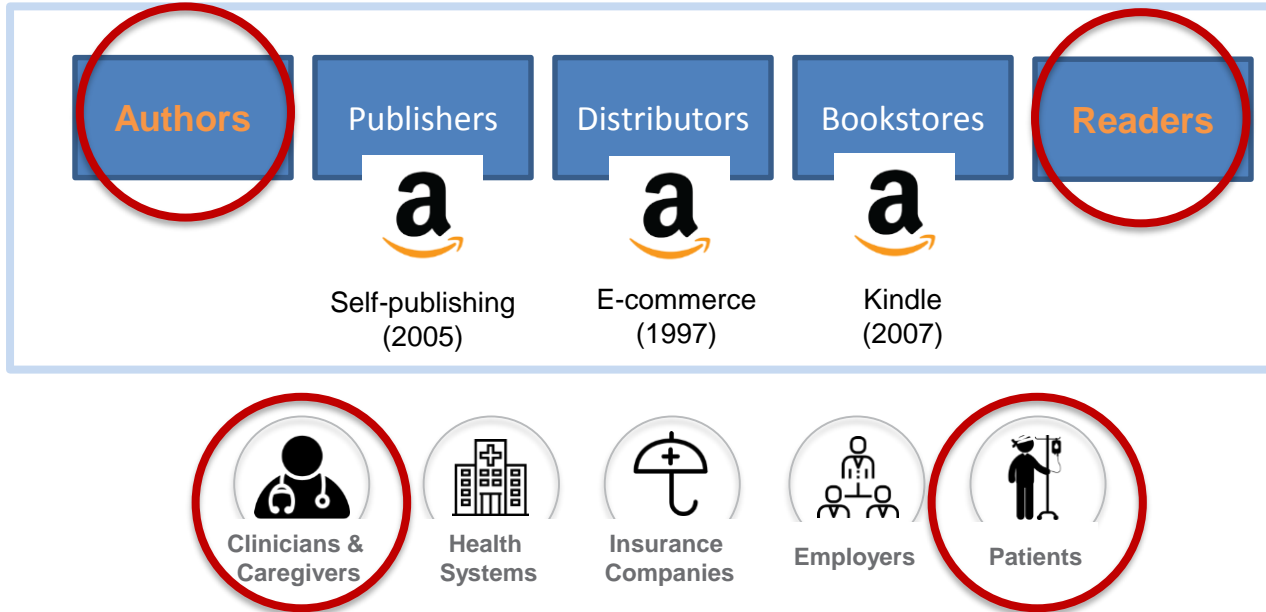 Authors
Publishers
Distributors
Bookstores
Readers
a
a
a
Self-publishing
(2005)
E-commerce
(1997)
Kindle
(2007)
Clinicians &
Caregivers
Health
Systems
Insurance
Companies
Employers
Patients